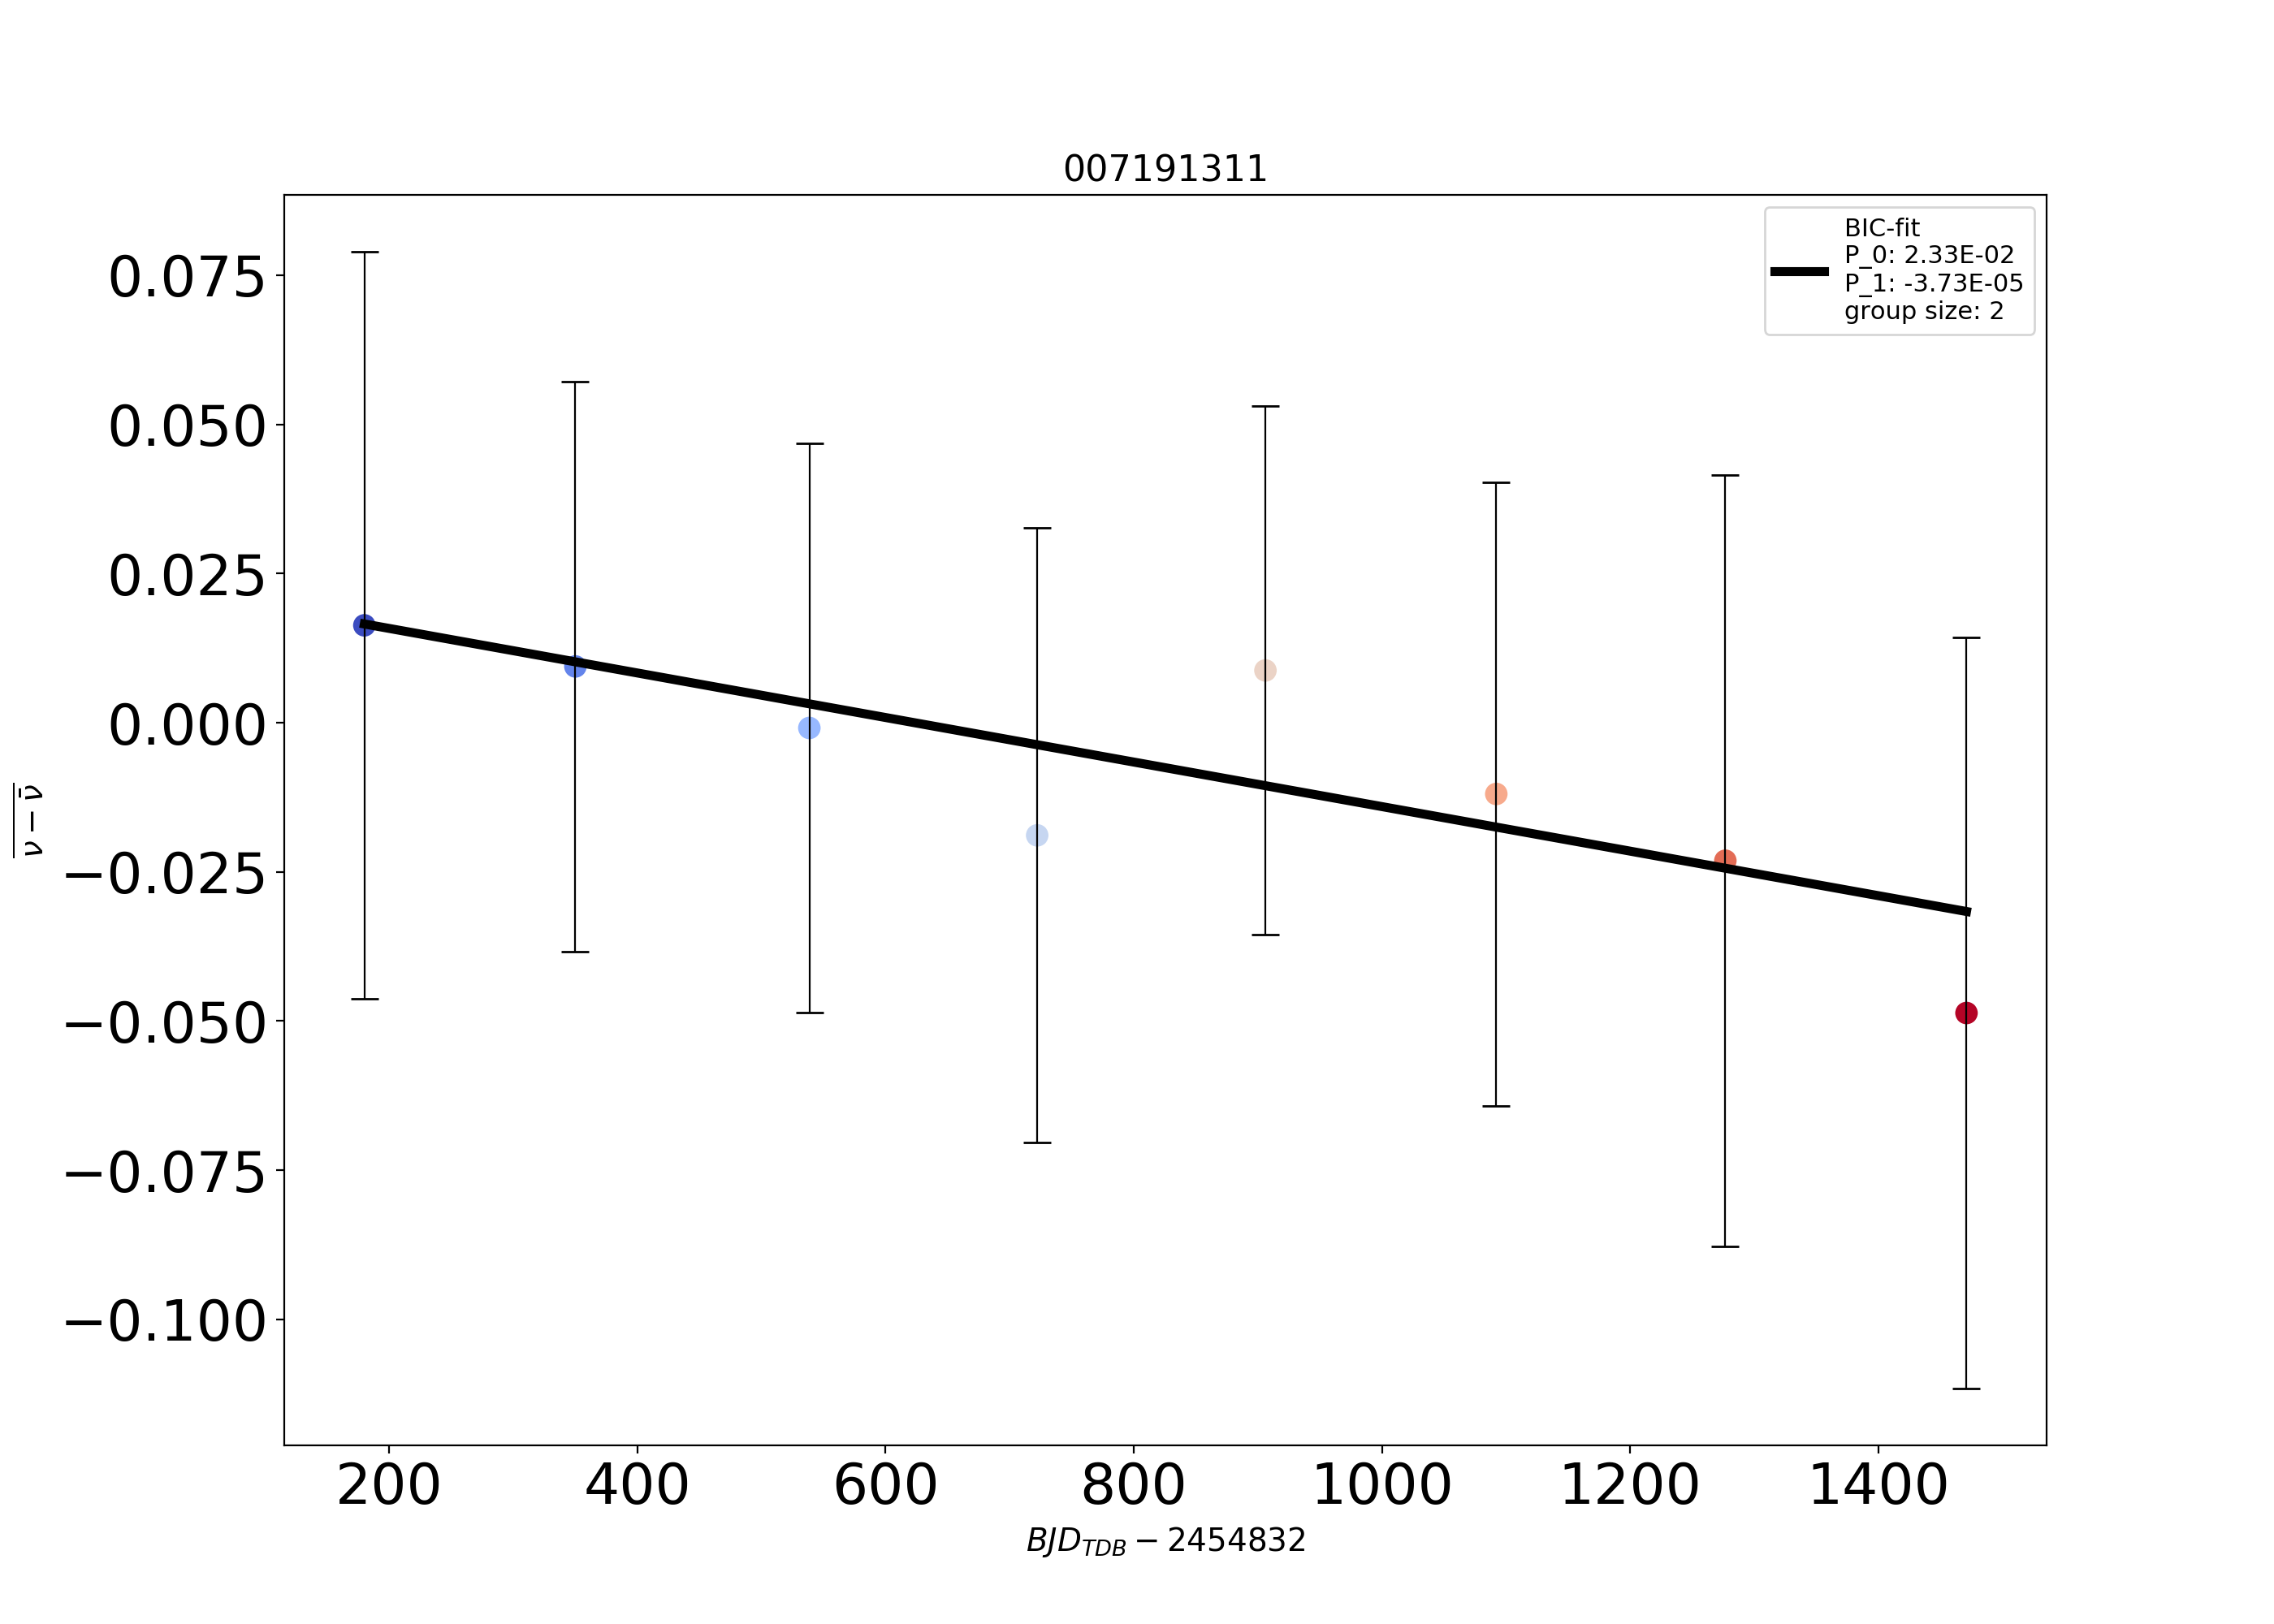 007191311
BIC-fit
P_0: 2.33E-02
P_1: -3.73E-05
group size: 2
0.075
0.050
0.025
0.000
−0.025
−0.050
−0.075
−0.100
ν − ν̄
200 400 600 800 1000 1200 1400
BJD_TDB − 2454832